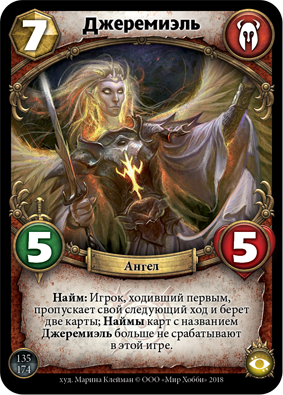 7
Джеремиэль
5
5
Ангел
Найм: Игрок, ходивший первым,
пропускает свой следующий ход и берет
две карты; Наймы карт с названием
Джеремиэль больше не срабатывают
в этой игре.
135
174
худ. Марина Клейман © ООО «Мир Хобби» 2018